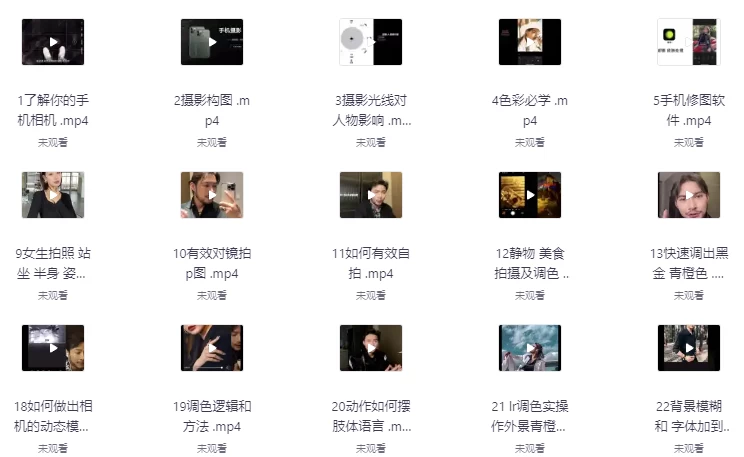 手机摄影
1了解你的手
机相机 .mp4
未观看
2摄影构图 .m
p4
未观看
3摄影光线对
人物影响 .m...
未观看
4色彩必学 .m
p4
未观看
5手机修图软
件 .mp4
未观看
9女生拍照 站
坐 半身 姿...
未观看
10有效对镜拍
p图 .mp4
未观看
11如何有效自
拍 .mp4
未观看
12静物 美食
拍摄及调色 ..
未观看
13快速调出黑
金 青橙色 ....
未观看
18如何做出相
机的动态模...
未观看
19调色逻辑和
方法 .mp4
未观看
20动作如何摆
肢体语言 .m...
未观看
21 lr调色实操
作外景青橙...
未观看
22背景模糊
和 字体加到..
未观看